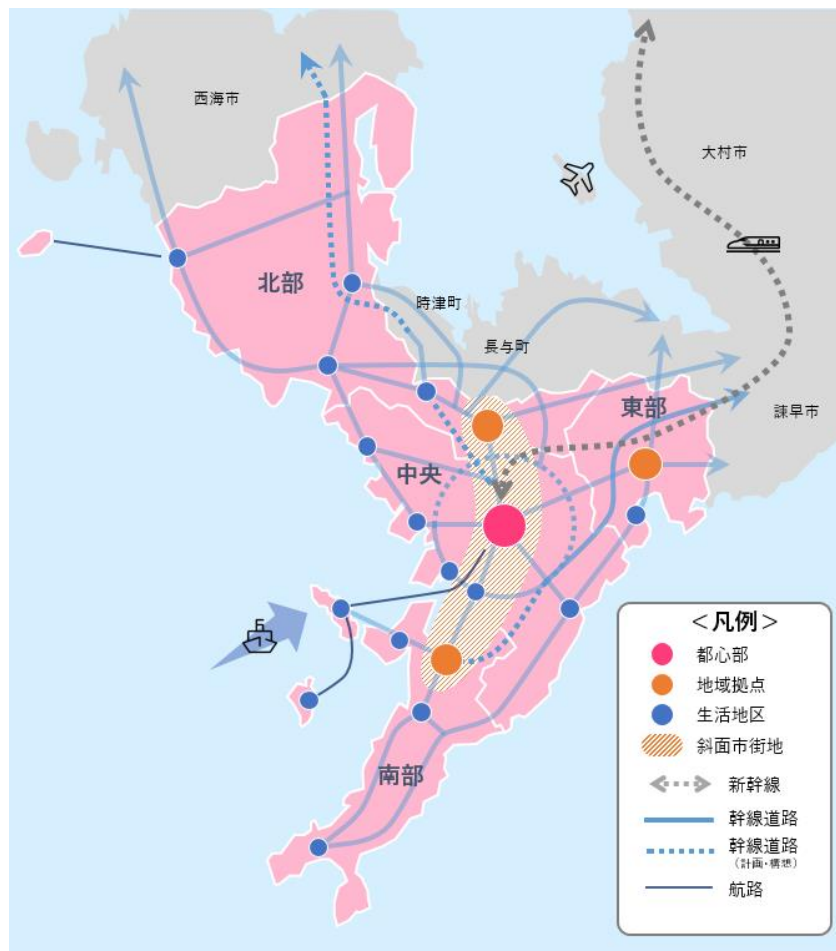 西海市
大村市
北部
時津町
長与町
東部
諫早市
中央
南部
＜凡例＞
都心部
地域拠点
生活地区
斜面市街地
新幹線
幹線道路
幹線道路
（計画・構想）
航路